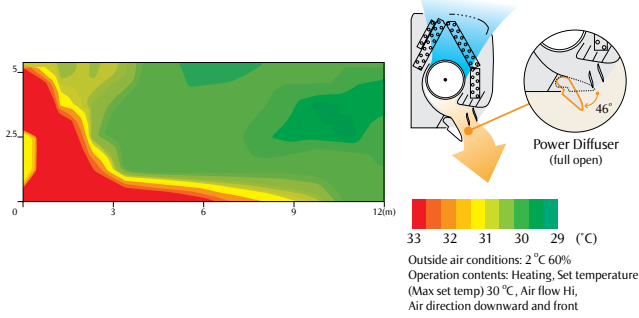 5
2.5
0
3
6
9
12(m)
46°
Power Diffuser
(full open)
33 32 31 30 29 (°C)
Outside air conditions: 2 °C 60%
Operation contents: Heating, Set temperature
(Max set temp) 30 °C, Air flow Hi,
Air direction downward and front